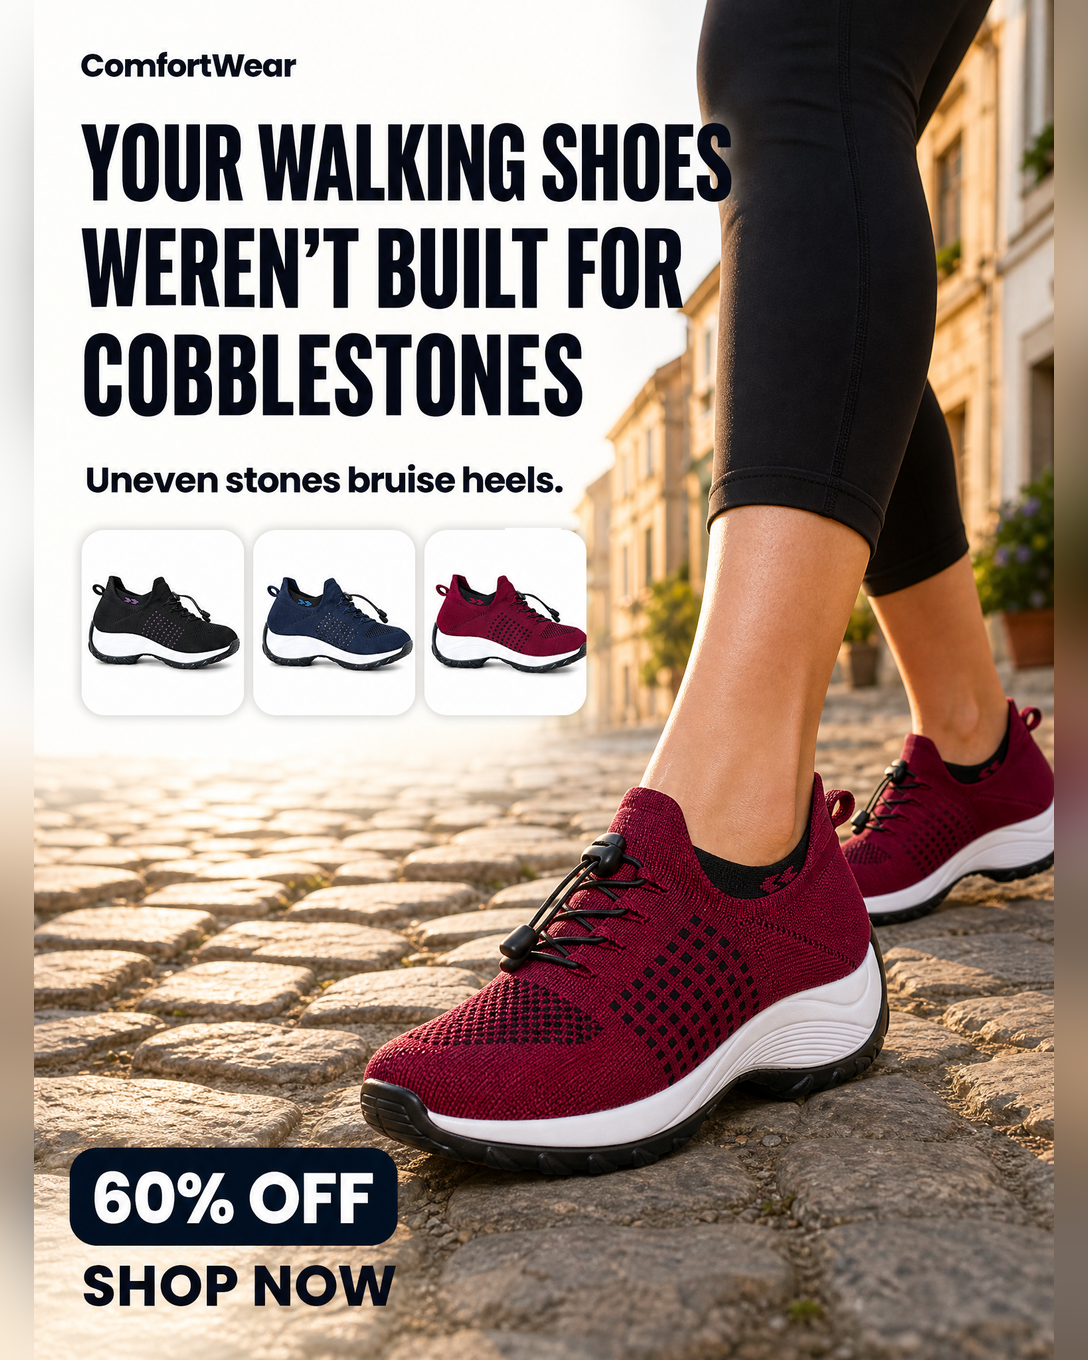 ComfortWear
YOUR WALKING SHOES
WEREN’T BUILT FOR
COBBLESTONES
Uneven stones bruise heels.
60% OFF
SHOP NOW